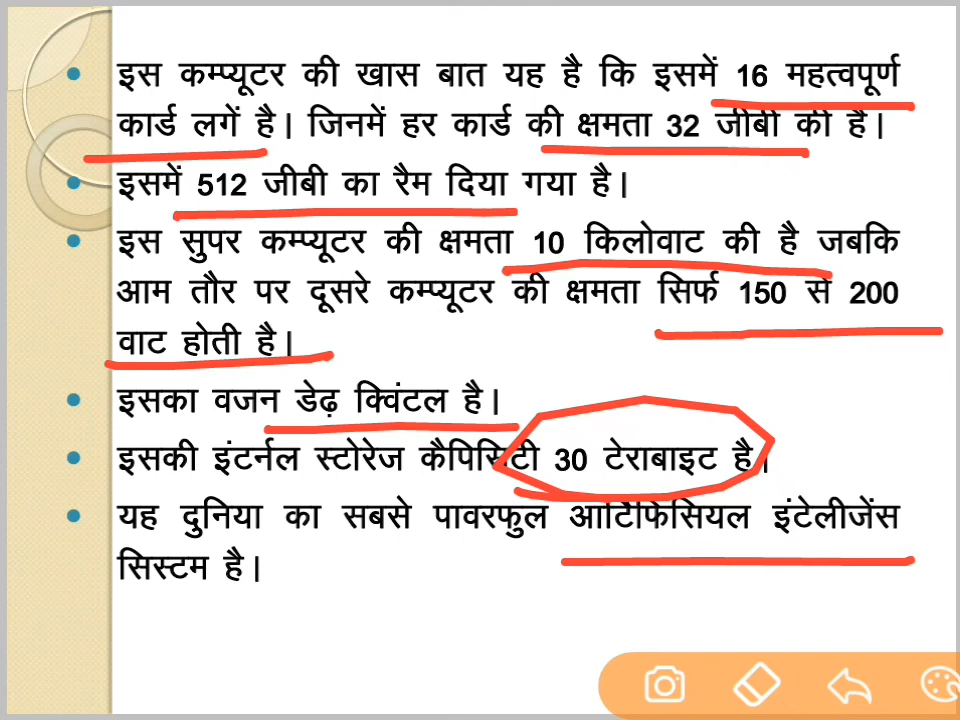 इस कम्प्यूटर की खास बात यह है कि इसमें 16 महत्वपूर्ण
कार्ड लगें है। जिनमें हर कार्ड की क्षमता 32 जीबी की है।
इसमें 512 जीबी का रैम दिया गया है।
इस सुपर कम्प्यूटर की क्षमता 10 किलोवाट की है जबकि
आम तौर पर दूसरे कम्प्यूटर की क्षमता सिर्फ 150 से 200
वाट होती है।
इसका वजन डेढ़ क्विंटल है।
इसकी इंटर्नल स्टोरेज कैपिसिटी 30 टेराबाइट है।
यह दुनिया का सबसे पावरफुल आर्टिफिसियल इंटेलीजेंस
सिस्टम है।